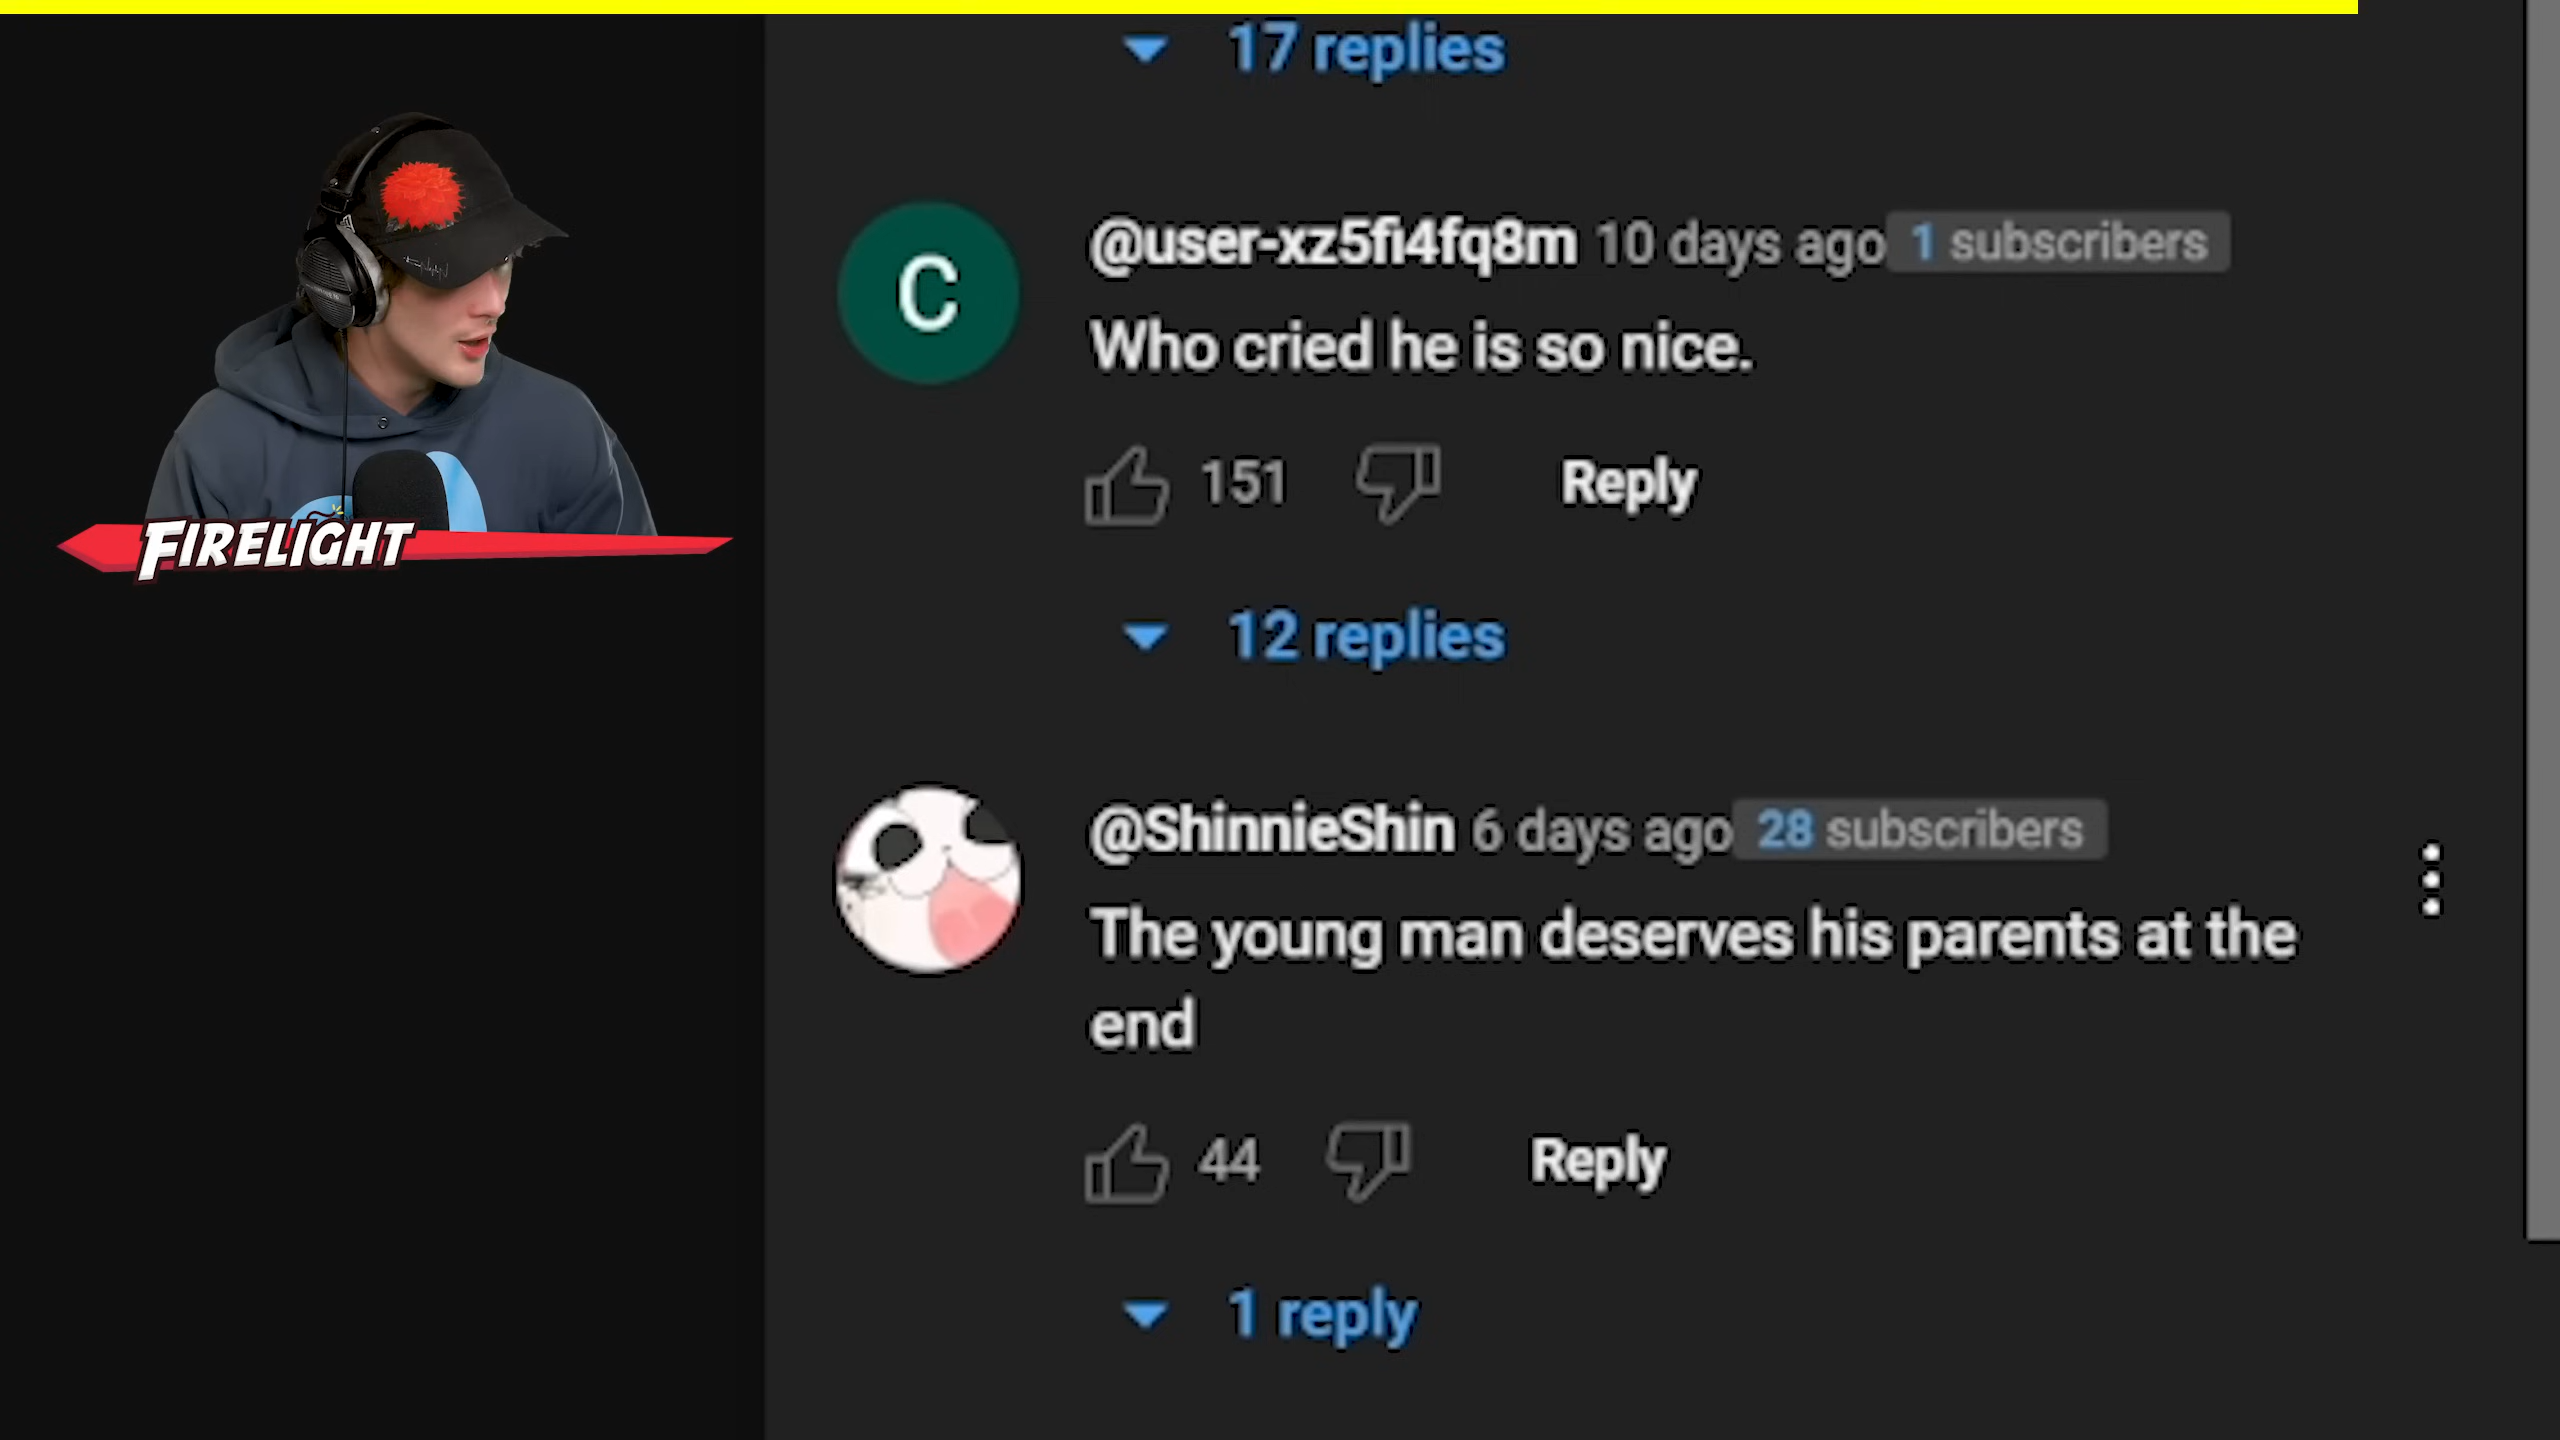 17 replies
C
@user-xz5fi4fq8m 10 days ago 1 subscribers
Who cried he is so nice.
151 Reply
FIRELIGHT
12 replies
@ShinnieShin 6 days ago 28 subscribers
The young man deserves his parents at the
end
44 Reply
1 reply